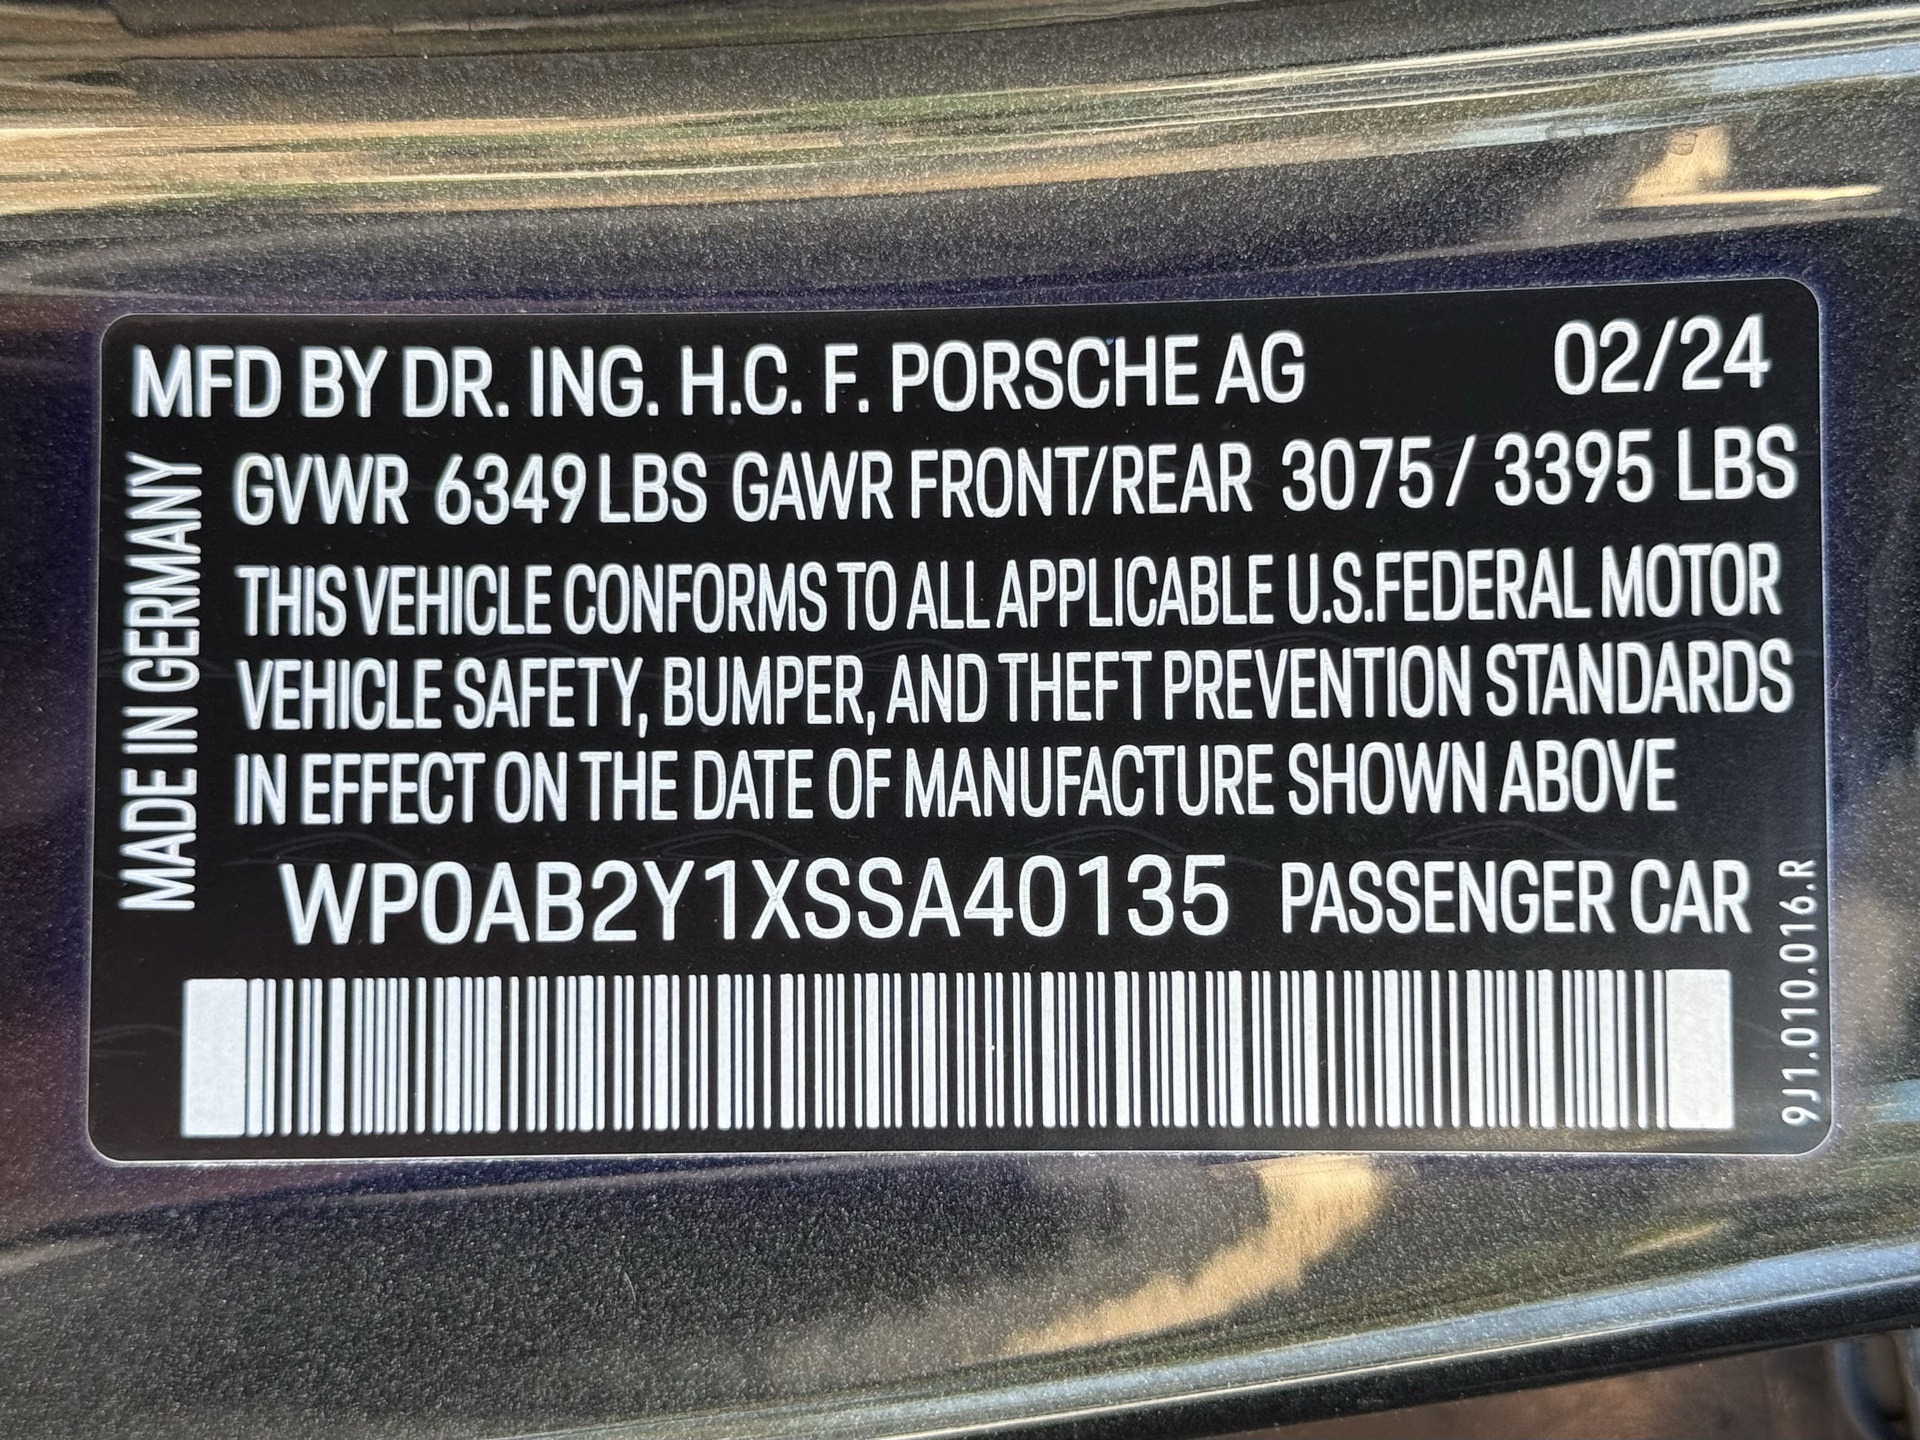 MFD BY DR. ING. H.C. F. PORSCHE AG 02/24
GVWR 6349 LBS GAWR FRONT/REAR 3075 / 3395 LBS
THIS VEHICLE CONFORMS TO ALL APPLICABLE U.S.FEDERAL MOTOR
VEHICLE SAFETY, BUMPER, AND THEFT PREVENTION STANDARDS
IN EFFECT ON THE DATE OF MANUFACTURE SHOWN ABOVE
WP0AB2Y1XSSA40135 PASSENGER CAR
MADE IN GERMANY
9J1.010.016.R